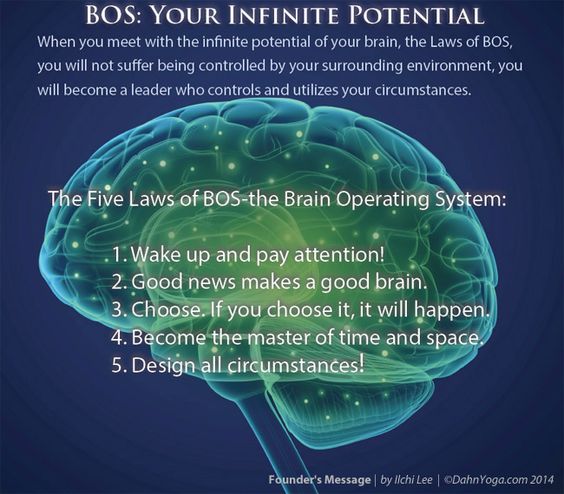 BOS: Your Infinite Potential
When you meet with the infinite potential of your brain, the Laws of BOS,
you will not suffer being controlled by your surrounding environment, you
will become a leader who controls and utilizes your circumstances.
The Five Laws of BOS-the Brain Operating System:
1. Wake up and pay attention!
2. Good news makes a good brain.
3. Choose. If you choose it, it will happen.
4. Become the master of time and space.
5. Design all circumstances!
Founder's Message | by Ilchi Lee | ©DahnYoga.com 2014